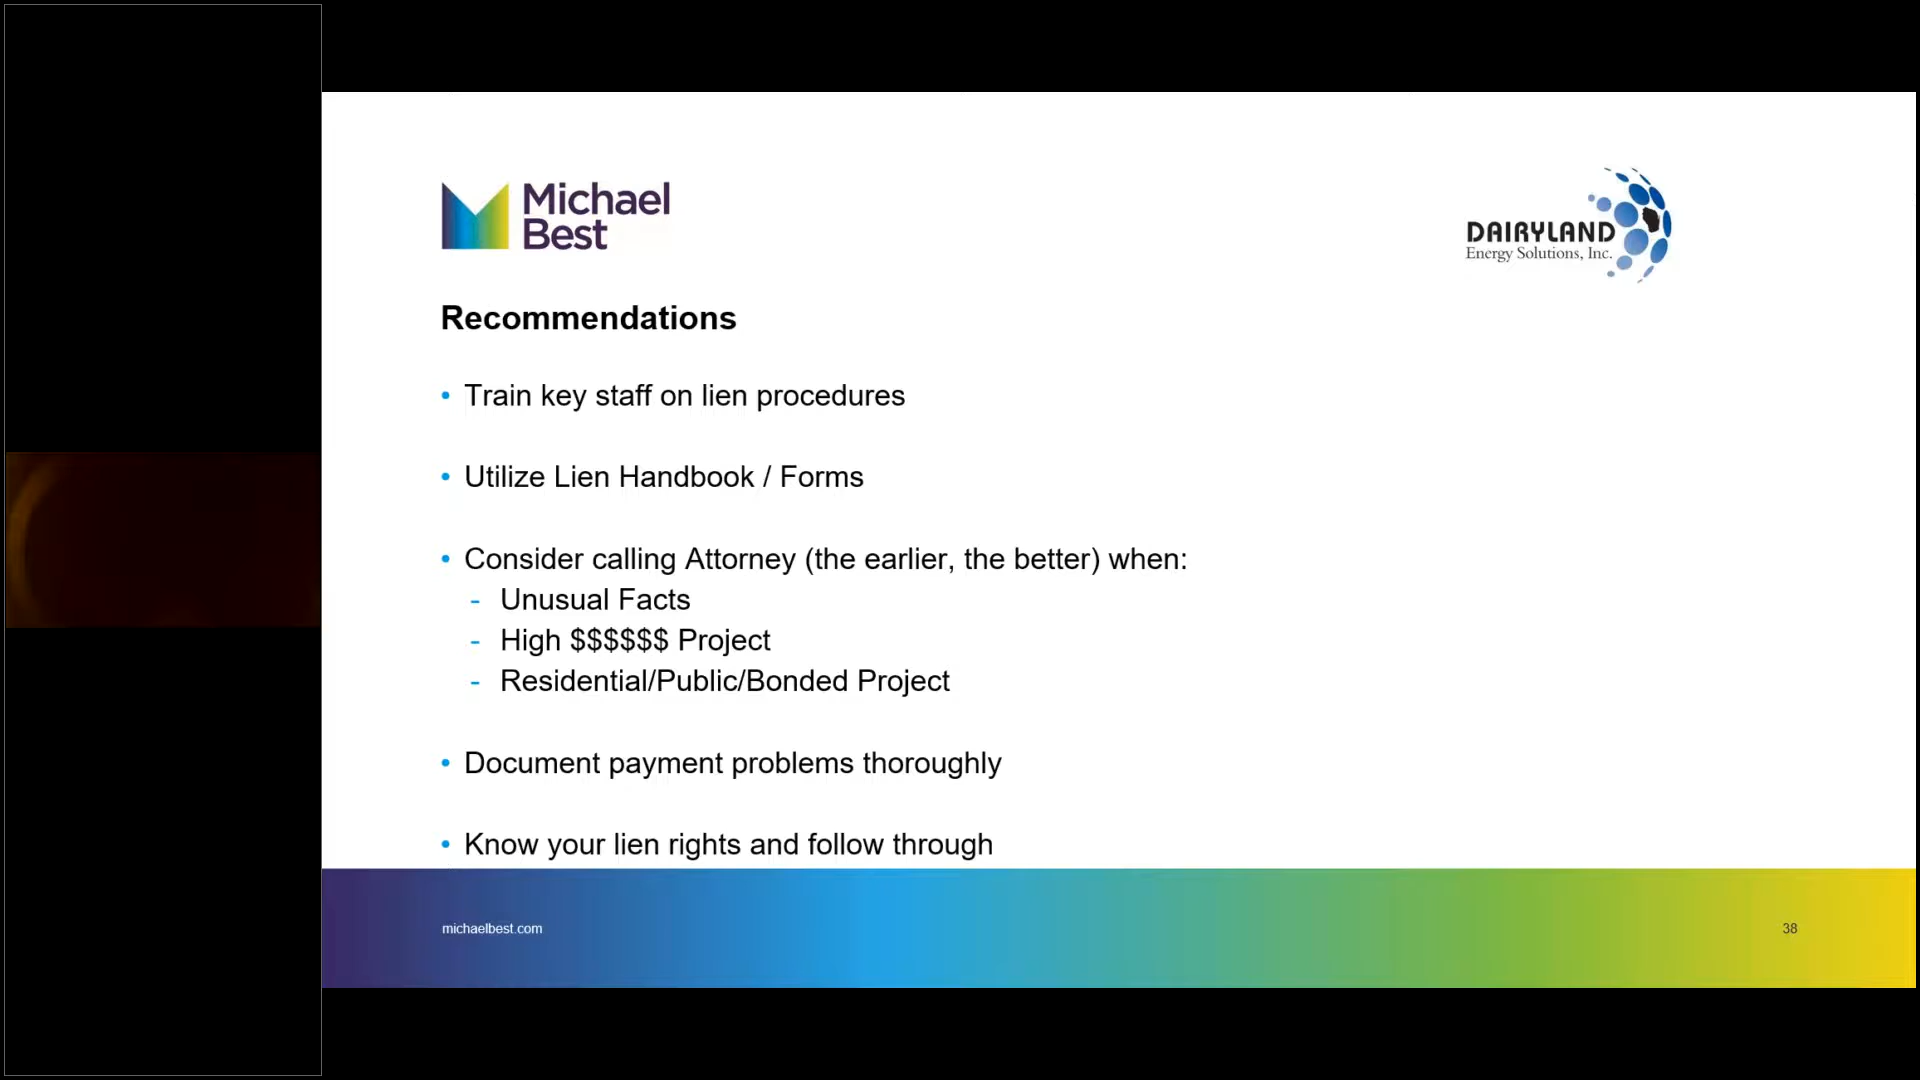 Michael
Best
DAIRYLAND
Energy Solutions, Inc.
Recommendations
• Train key staff on lien procedures
• Utilize Lien Handbook / Forms
• Consider calling Attorney (the earlier, the better) when:
- Unusual Facts
- High $$$$$$ Project
- Residential/Public/Bonded Project
• Document payment problems thoroughly
• Know your lien rights and follow through
michaelbest.com
38